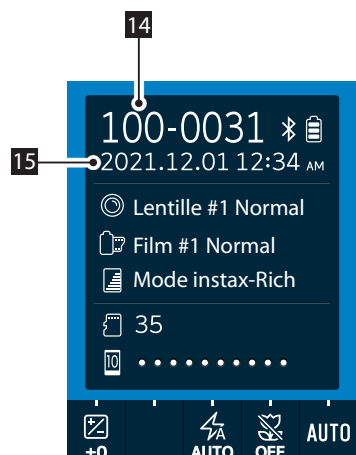 14
100-0031
15
2021.12.01 12:34 AM
Lentille #1 Normal
Film #1 Normal
Mode instax-Rich
35
10
±0 A AUTO OFF AUTO